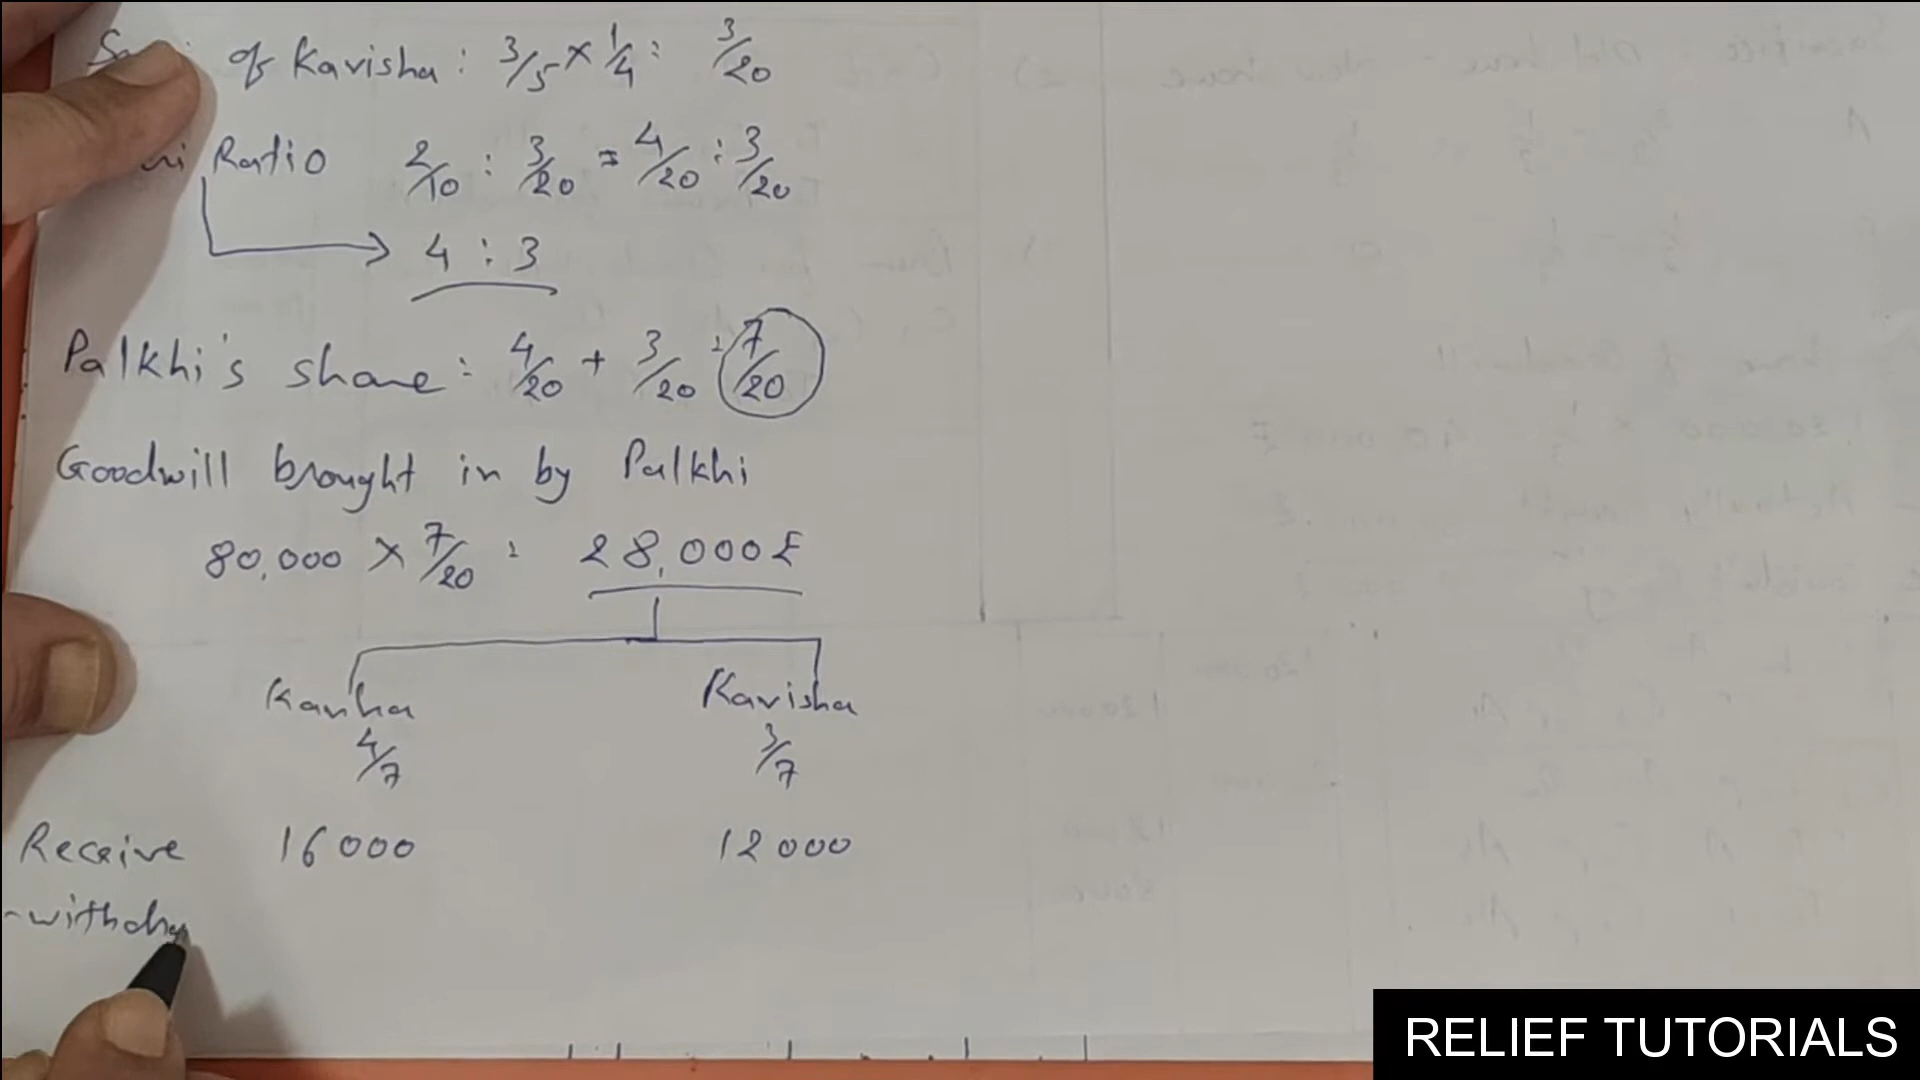 of Kavisha : 3/5 × 1/4 : 3/20
Ratio 2/10 : 3/20 = 4/20 : 3/20
4 : 3
Palkhi's share : 4/20 + 3/20 : 7/20
Goodwill brought in by Palkhi
80,000 × 7/20 : 28,000₤
Kanha Kavisha
4/7 3/7
Receive 16000 12000
- withdr
RELIEF TUTORIALS